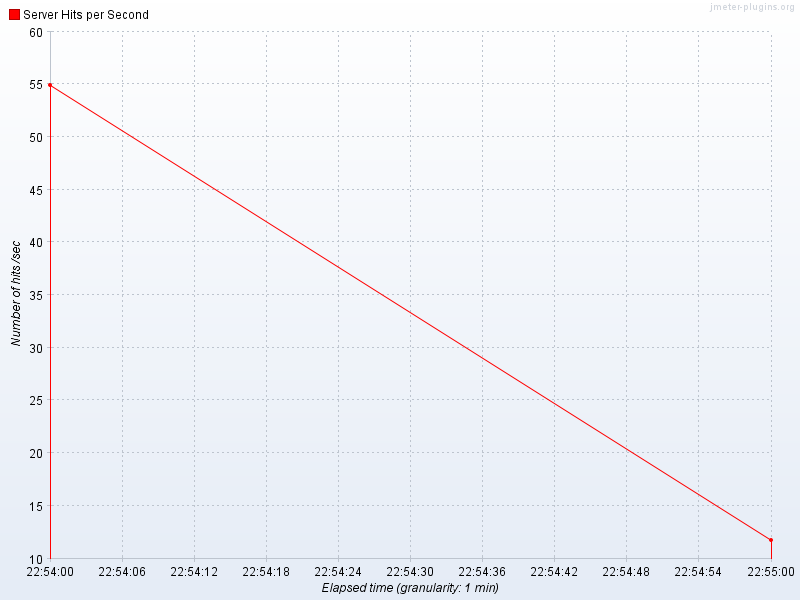 jmeter-plugins.org
Server Hits per Second
60
55
50
45
40
35
30
25
20
15
10
Number of hits /sec
22:54:00 22:54:06 22:54:12 22:54:18 22:54:24 22:54:30 22:54:36 22:54:42 22:54:48 22:54:54 22:55:00
Elapsed time (granularity: 1 min)